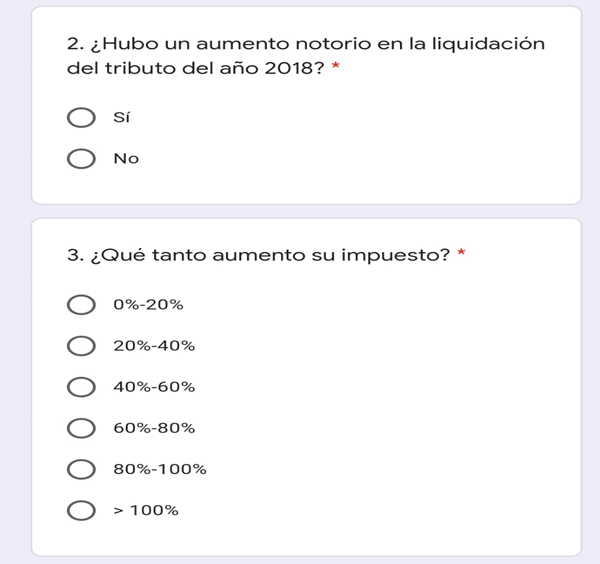 2. ¿Hubo un aumento notorio en la liquidación
del tributo del año 2018? *
Sí
No
3. ¿Qué tanto aumento su impuesto? *
0%-20%
20%-40%
40%-60%
60%-80%
80%-100%
> 100%